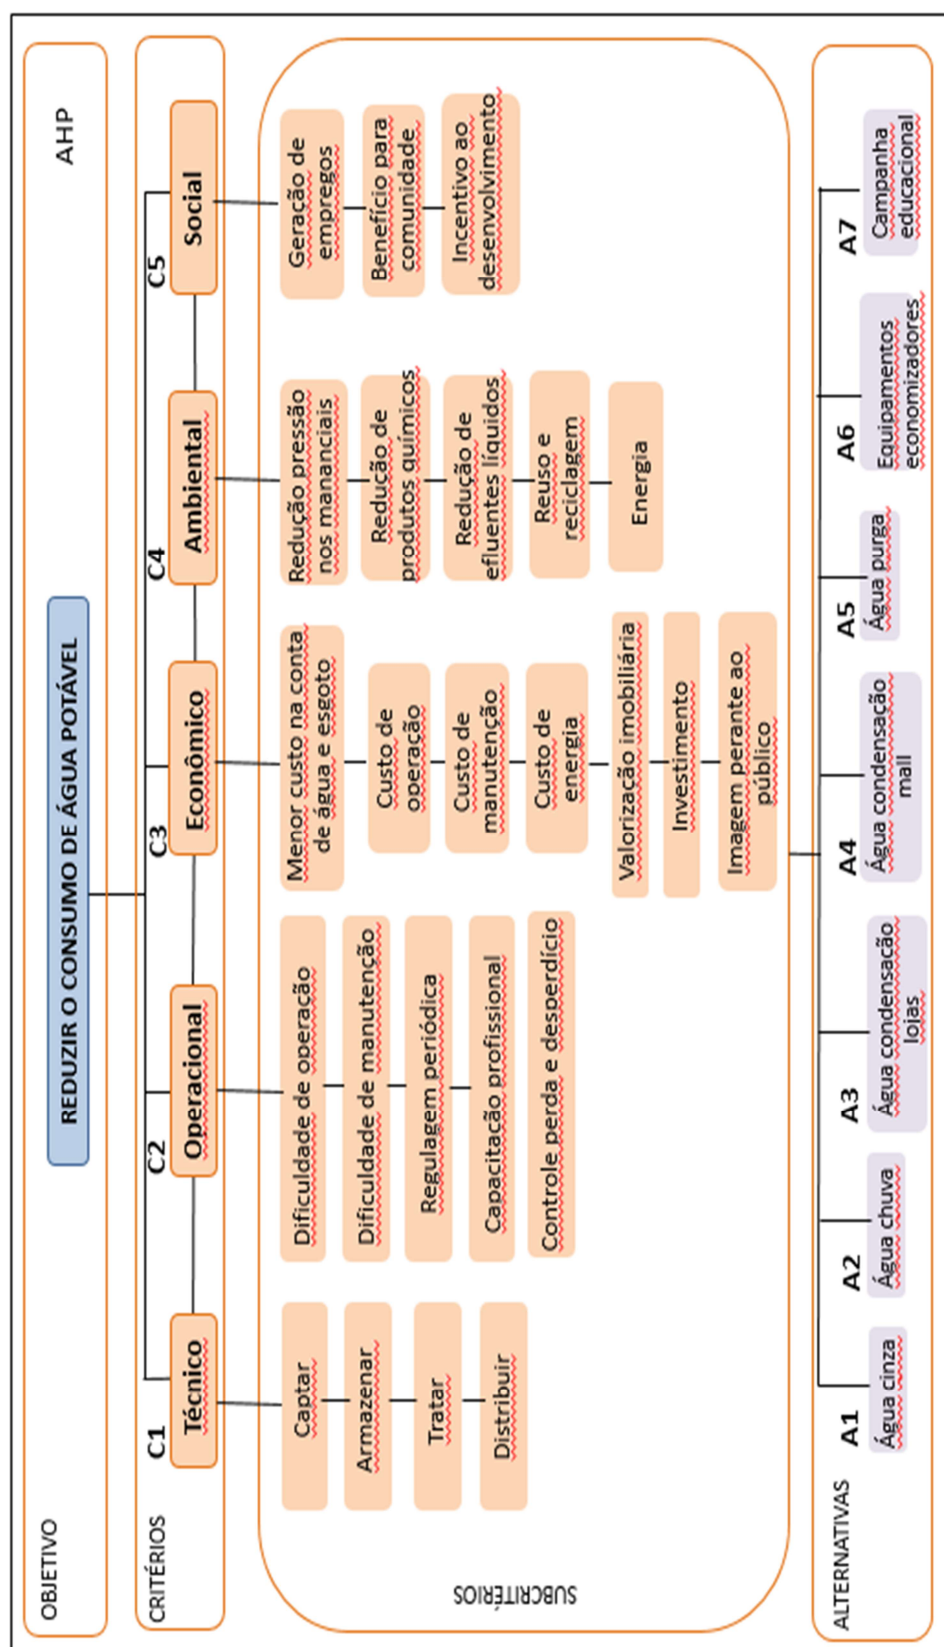 OBJETIVO
AHP
REDUZIR O CONSUMO DE ÁGUA POTÁVEL
CRITÉRIOS
C1
Técnico
C2
Operacional
C3
Econômico
C4
Ambiental
C5
Social
SUBCRITÉRIOS
Captar
Armazenar
Tratar
Distribuir
Dificuldade de operação
Dificuldade de manutenção
Regulagem periódica
Capacitação profissional
Controle perda e desperdício
Menor custo na conta
de água e esgoto
Custo de
operação
Custo de
manutenção
Custo de
energia
Valorização imobiliária
Investimento
Imagem perante ao
público
Redução pressão
nos mananciais
Redução de
produtos químicos
Redução de
efluentes líquidos
Reuso e
reciclagem
Energia
Geração de
empregos
Benefício para
comunidade
Incentivo ao
desenvolvimento
ALTERNATIVAS
A1
Água cinza
A2
Água chuva
A3
Água condensação
lojas
A4
Água condensação
mall
A5
Água purga
A6
Equipamentos
economizadores
A7
Campanha
educacional